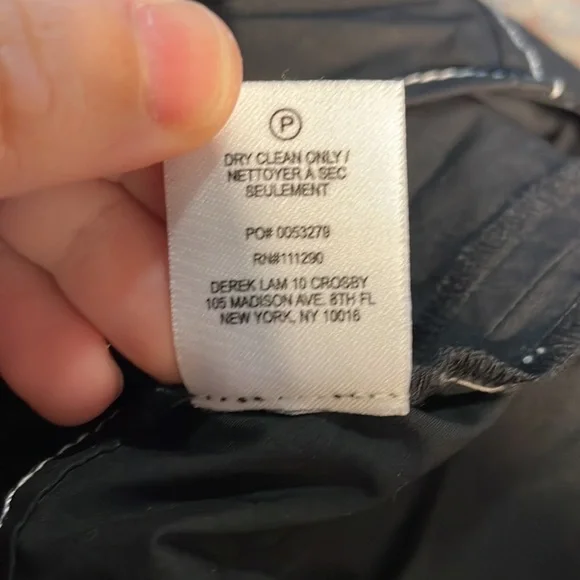 P
DRY CLEAN ONLY /
NETTOYER A SEC
SEULEMENT
PO# 0053279
RN#111290
DEREK LAM 10 CROSBY
105 MADISON AVE. 8TH FL
NEW YORK, NY 10016